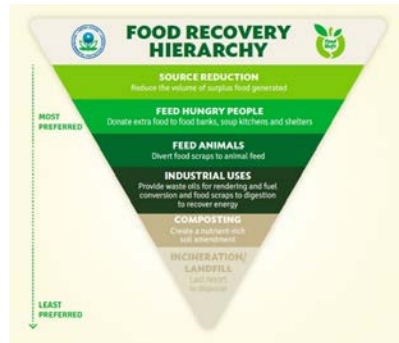 FOOD RECOVERY
HIERARCHY
SOURCE REDUCTION
Reduce the volume of surplus food generated
MOST
PREFERRED
FEED HUNGRY PEOPLE
Donate extra food to food banks, soup kitchens and shelters
FEED ANIMALS
Divert food scraps to animal feed
INDUSTRIAL USES
Provide waste oils for rendering and fuel
conversion and food scraps to digestion
to recover energy
COMPOSTING
Create a nutrient-rich
soil amendment
INCINERATION/
LANDFILL
Last resort
to disposal
LEAST
PREFERRED